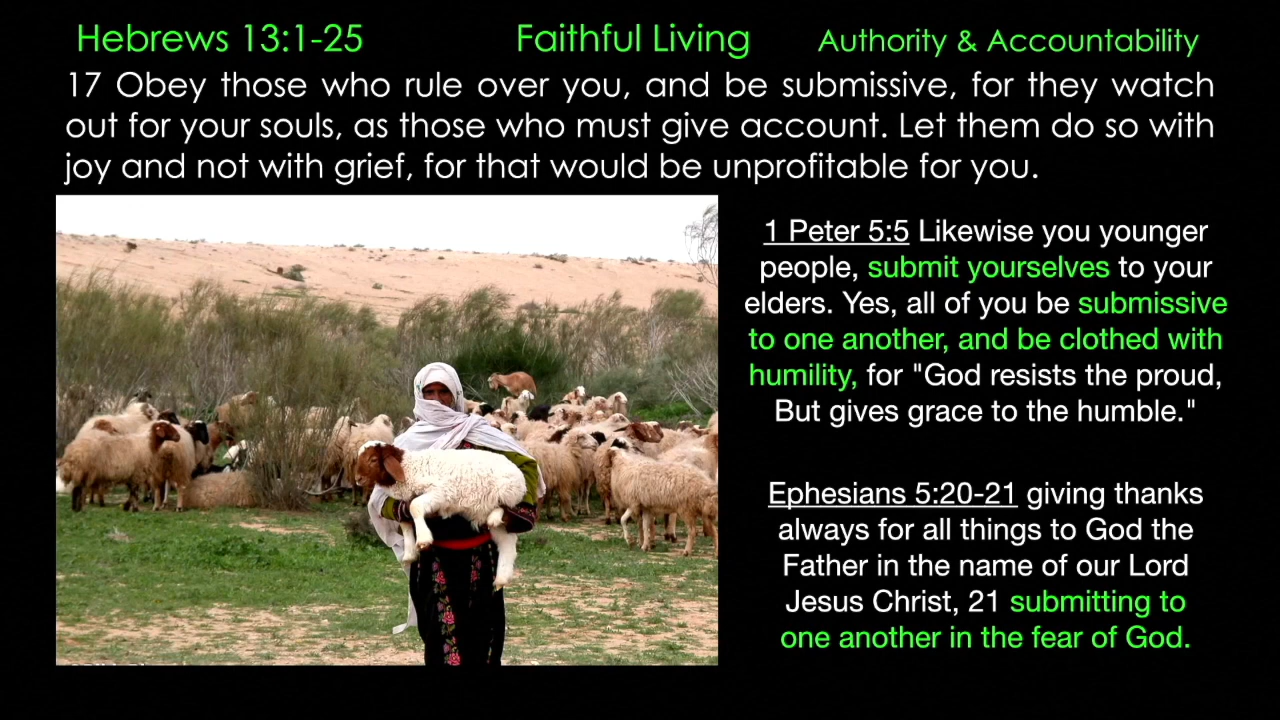 Hebrews 13:1-25 Faithful Living Authority & Accountability
17 Obey those who rule over you, and be submissive, for they watch
out for your souls, as those who must give account. Let them do so with
joy and not with grief, for that would be unprofitable for you.
1 Peter 5:5 Likewise you younger
people, submit yourselves to your
elders. Yes, all of you be submissive
to one another, and be clothed with
humility, for "God resists the proud,
But gives grace to the humble."
Ephesians 5:20-21 giving thanks
always for all things to God the
Father in the name of our Lord
Jesus Christ, 21 submitting to
one another in the fear of God.